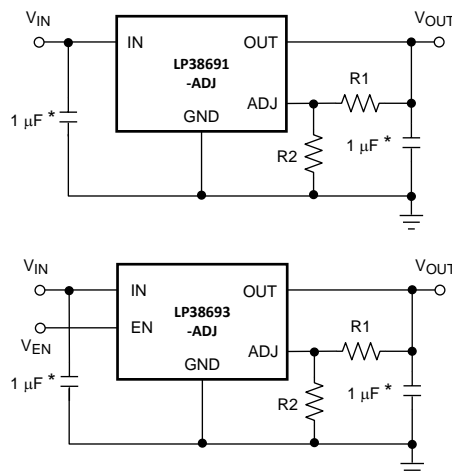 VIN VOUT
IN OUT
LP38691
-ADJ
ADJ
R1
GND
1 µF *
R2
1 µF *
VIN VOUT
IN OUT
LP38693
-ADJ
EN
VEN
ADJ
R1
GND
1 µF *
R2
1 µF *